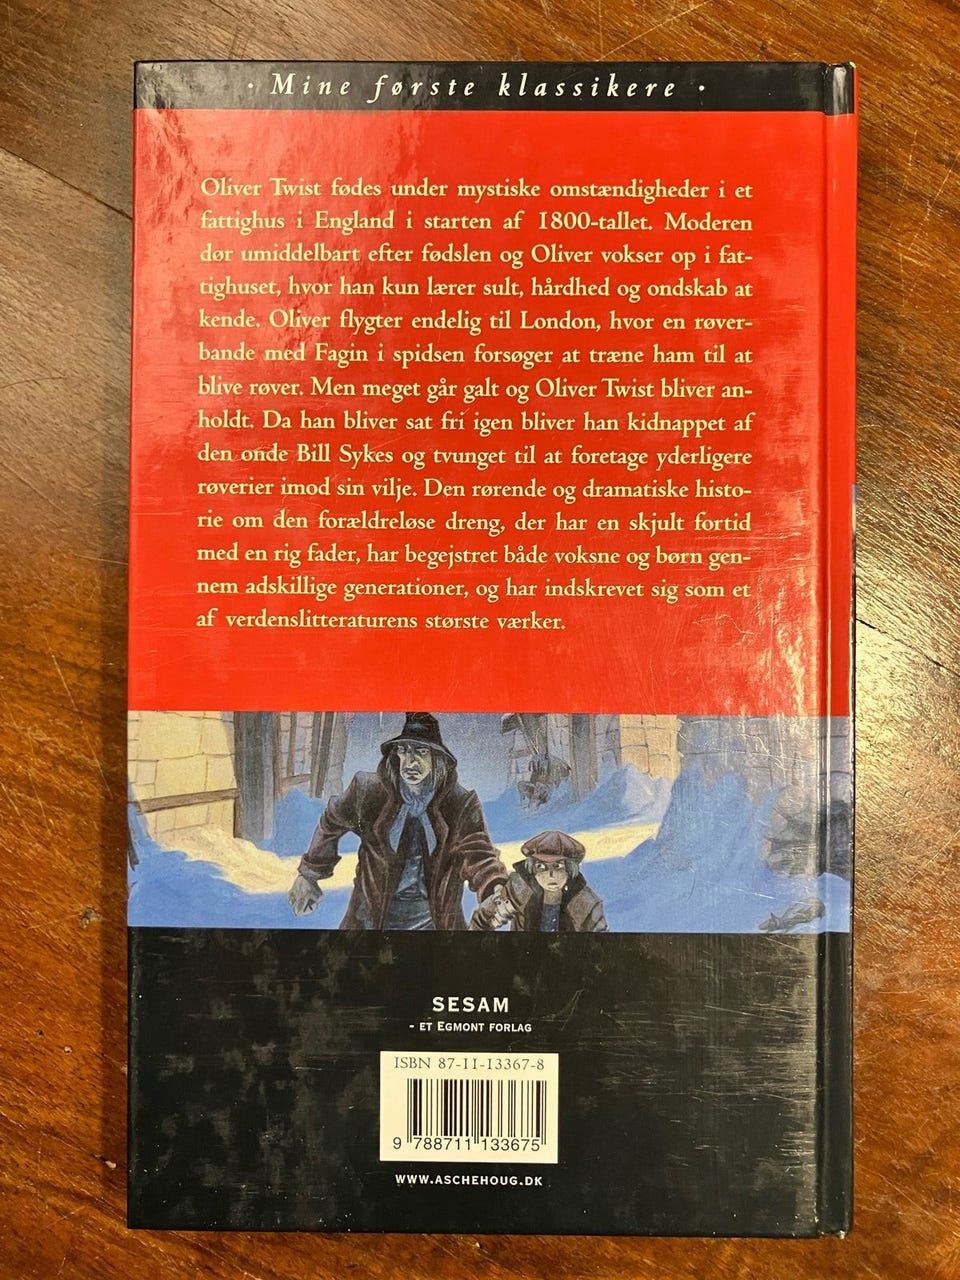 · Mine første klassikere ·
Oliver Twist fødes under mystiske omstændigheder i et
fattighus i England i starten af 1800-tallet. Moderen
dør umiddelbart efter fødslen og Oliver vokser op i fat-
tighuset, hvor han kun lærer sult, hårdhed og ondskab at
kende. Oliver flygter endelig til London, hvor en røver-
bande med Fagin i spidsen forsøger at træne ham til at
blive røver. Men meget går galt og Oliver Twist bliver an-
holdt. Da han bliver sat fri igen bliver han kidnappet af
den onde Bill Sykes og tvunget til at foretage yderligere
røverier imod sin vilje. Den rørende og dramatiske histo-
rie om den forældreløse dreng, der har en skjult fortid
med en rig fader, har begejstret både voksne og børn gen-
nem adskillige generationer, og har indskrevet sig som et
af verdenslitteraturens største værker.
SESAM
- ET EGMONT FORLAG
ISBN 87-11-13367-8
9 788711 133675
WWW.ASCHEHOUG.DK